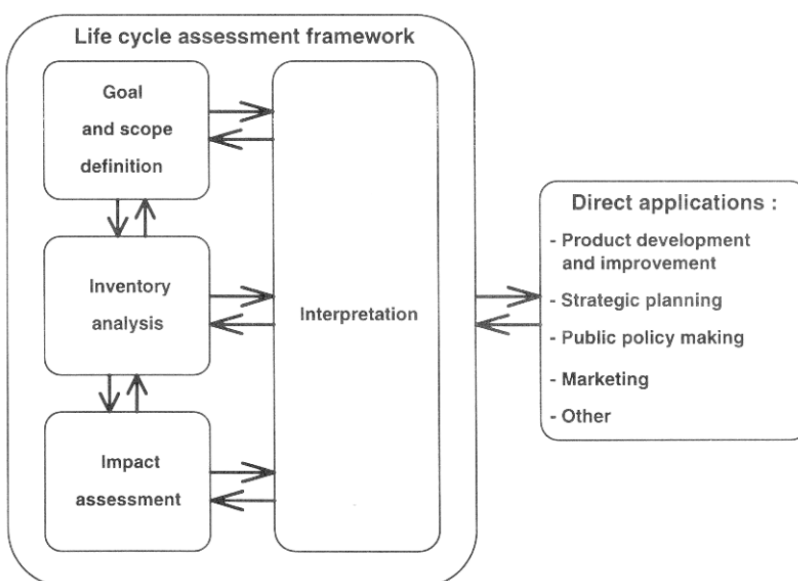 Life cycle assessment framework
Goal
and scope
definition
Inventory
analysis
Impact
assessment
Interpretation
Direct applications :
- Product development
and improvement
- Strategic planning
- Public policy making
- Marketing
- Other